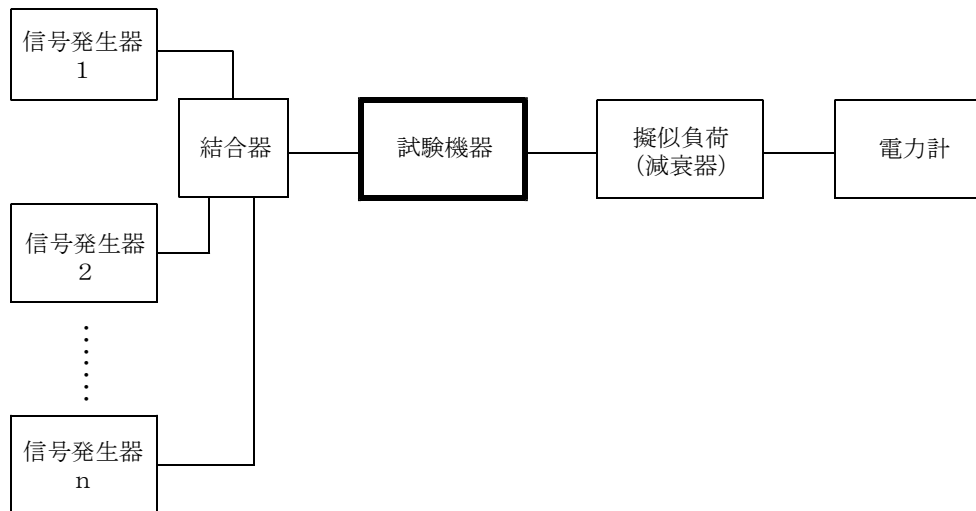 信号発生器
1
結合器
試験機器
擬似負荷
(減衰器)
電力計
信号発生器
2
信号発生器
n